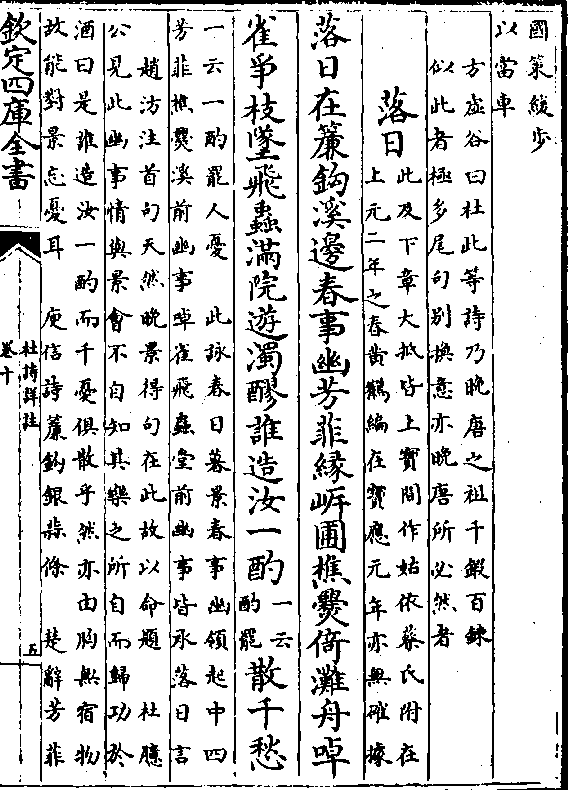 國策緩步
以當車
方虛谷曰杜此等詩乃晚唐之祖千鍛百鍊
似此者極多尾句別換意亦晚唐所必然者
落日
此及下章大抵皆上寶間作姑依蔡氏附在
上元二年之春黄鶴編在寶應元年亦無確據
落日在簾鈎溪邊春事幽芳菲緣岸圃樵爨倚灘舟啅
雀爭枝墜飛蟲滿院遊濁醪誰造汝一酌
一云
酌罷
散千愁
一云一酌罷人憂
此詠春日暮景春事幽領起中四
芳菲樵爨溪前幽事啅雀飛蟲堂前幽事皆承落日言
趙汸注首句天然晚景得句在此故以命題
杜臆
公見此幽事情與景會不自知其樂之所自而歸功於
酒曰是誰造汝一酌而千憂俱散乎然亦由胸無宿物
故能對景忘憂耳
庾信詩簾鈎銀蒜條
楚辭芳菲
欽定四庫全書
杜詩詳註
卷十
五